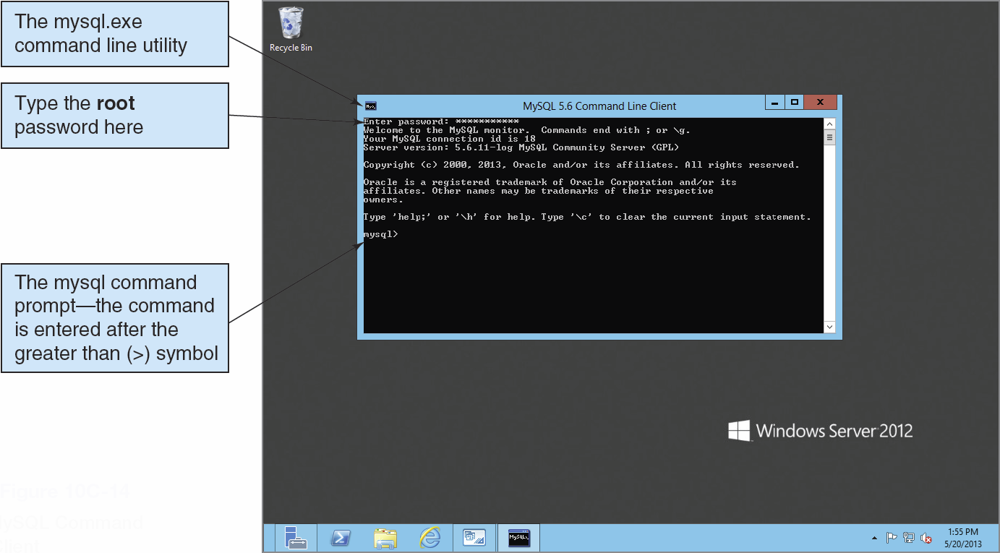 The mysql.exe
command line utility
Type the root
password here
The mysql command
prompt—the command
is entered after the
greater than (>) symbol
Recycle Bin
MySQL 5.6 Command Line Client
Enter password: ***********
Welcome to the MySQL monitor.  Commands end with ; or \g.
Your MySQL connection id is 18
Server version: 5.6.11-log MySQL Community Server (GPL)
Copyright (c) 2000, 2013, Oracle and/or its affiliates. All rights reserved.
Oracle is a registered trademark of Oracle Corporation and/or its
affiliates. Other names may be trademarks of their respective
owners.
Type 'help;' or '\h' for help. Type '\c' to clear the current input statement.
mysql>
Windows Server 2012
1:55 PM
5/20/2013
Figure 10C-14
MySQL Command